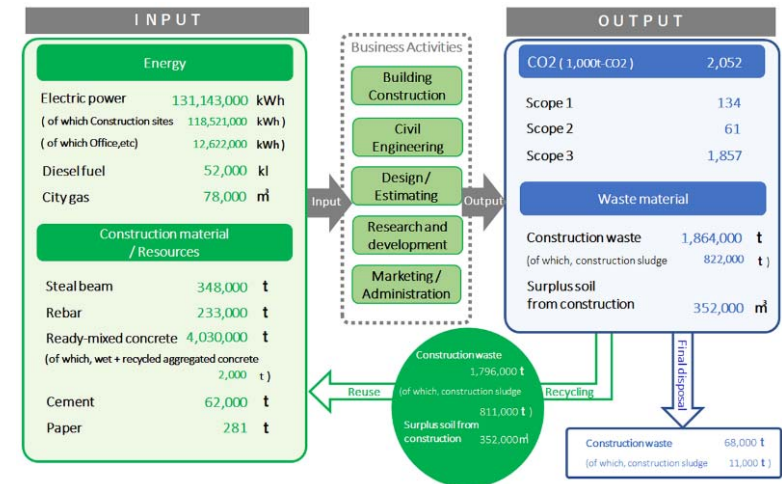 INPUT
Energy
Electric power 131,143,000 kWh
( of which Construction sites 118,521,000 kWh )
( of which Office,etc) 12,622,000 kWh )
Diesel fuel 52,000 kl
City gas 78,000 ㎥
Construction material
/ Resources
Steal beam 348,000 t
Rebar 233,000 t
Ready-mixed concrete 4,030,000 t
(of which, wet + recycled aggregated concrete
2,000 t )
Cement 62,000 t
Paper 281 t
Input
Business Activities
Building
Construction
Civil
Engineering
Design /
Estimating
Research and
development
Marketing /
Administration
Output
OUTPUT
CO2 ( 1,000t-CO2 ) 2,052
Scope 1 134
Scope 2 61
Scope 3 1,857
Waste material
Construction waste 1,864,000 t
(of which, construction sludge 822,000 t )
Surplus soil
from construction 352,000 ㎥
Reuse
Construction waste
1,796,000 t
(of which, construction sludge
811,000 t )
Surplus soil from
construction 352,000㎥
Recycling
Final disposal
Construction waste 68,000 t
(of which, construction sludge 11,000 t )